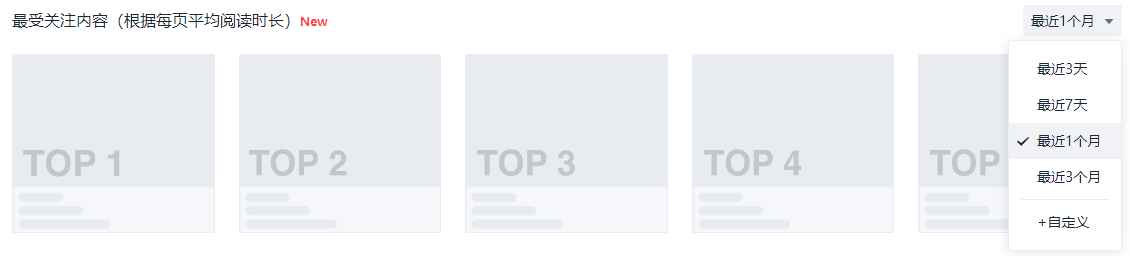 最受关注内容（根据每页平均阅读时长）New
最近1个月
最近3天
最近7天
最近1个月
最近3个月
+自定义
TOP 1
TOP 2
TOP 3
TOP 4
TOP